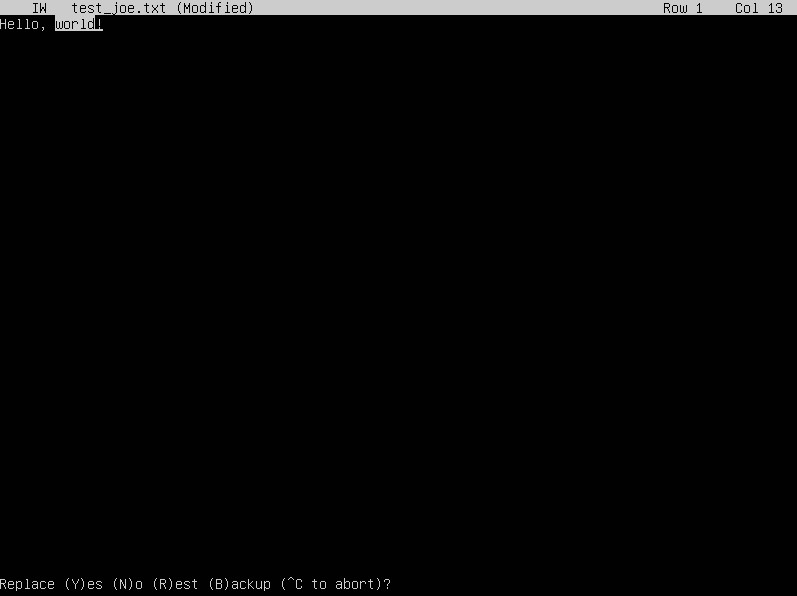 IW test_joe.txt (Modified) Row 1 Col 13
Hello, world!
Replace (Y)es (N)o (R)est (B)ackup (^C to abort)?